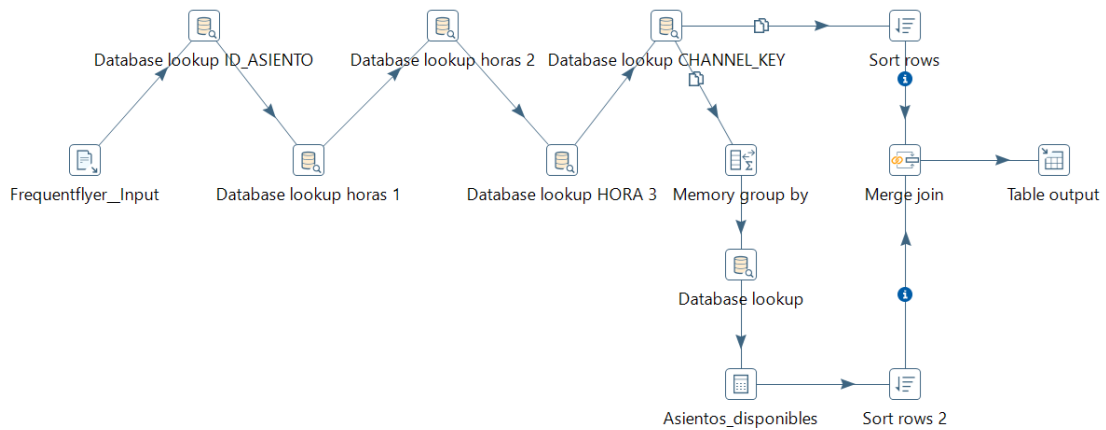 Database lookup ID_ASIENTO
Database lookup horas 2
Database lookup CHANNEL_KEY
Sort rows
Frequentflyer__Input
Database lookup horas 1
Database lookup HORA 3
Memory group by
Merge join
Table output
Database lookup
Asientos_disponibles
Sort rows 2